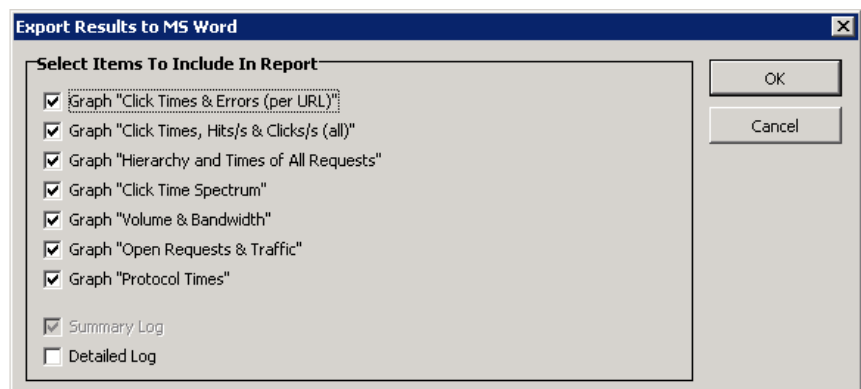 Export Results to MS Word
Select Items To Include In Report
Graph "Click Times & Errors (per URL)"
Graph "Click Times, Hits/s & Clicks/s (all)"
Graph "Hierarchy and Times of All Requests"
Graph "Click Time Spectrum"
Graph "Volume & Bandwidth"
Graph "Open Requests & Traffic"
Graph "Protocol Times"
Summary Log
Detailed Log
OK
Cancel